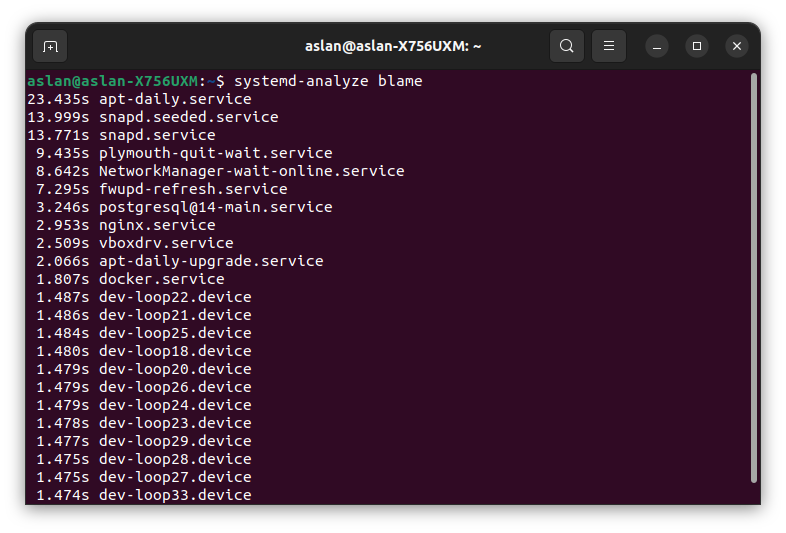 aslan@aslan-X756UXM: ~
aslan@aslan-X756UXM:~$ systemd-analyze blame
23.435s apt-daily.service
13.999s snapd.seeded.service
13.771s snapd.service
 9.435s plymouth-quit-wait.service
 8.642s NetworkManager-wait-online.service
 7.295s fwupd-refresh.service
 3.246s postgresql@14-main.service
 2.953s nginx.service
 2.509s vboxdrv.service
 2.066s apt-daily-upgrade.service
 1.807s docker.service
 1.487s dev-loop22.device
 1.486s dev-loop21.device
 1.484s dev-loop25.device
 1.480s dev-loop18.device
 1.479s dev-loop20.device
 1.479s dev-loop26.device
 1.479s dev-loop24.device
 1.478s dev-loop23.device
 1.477s dev-loop29.device
 1.475s dev-loop28.device
 1.475s dev-loop27.device
 1.474s dev-loop33.device